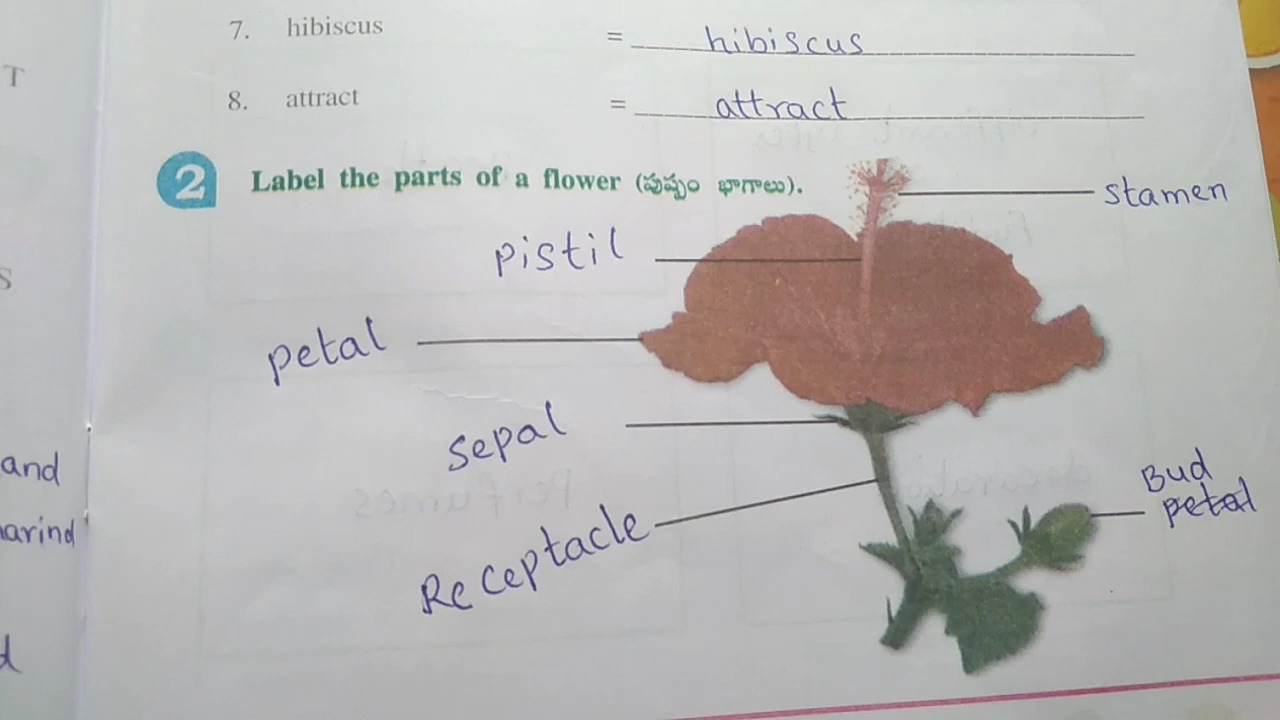 7. hibiscus = hibiscus
8. attract = attract
2 Label the parts of a flower (పుష్పం భాగాలు).
stamen
pistil
petal
sepal
Bud
petal
Receptacle
T
S
and
arind
d